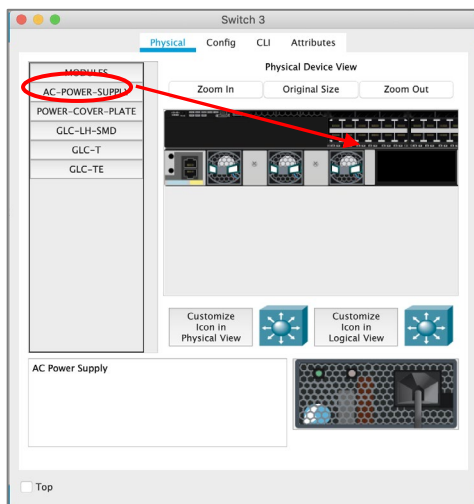 Switch 3
Physical Config CLI Attributes
MODULES
AC-POWER-SUPPLY
POWER-COVER-PLATE
GLC-LH-SMD
GLC-T
GLC-TE
Physical Device View
Zoom In Original Size Zoom Out
Customize
Icon in
Physical View
Customize
Icon in
Logical View
AC Power Supply
Top